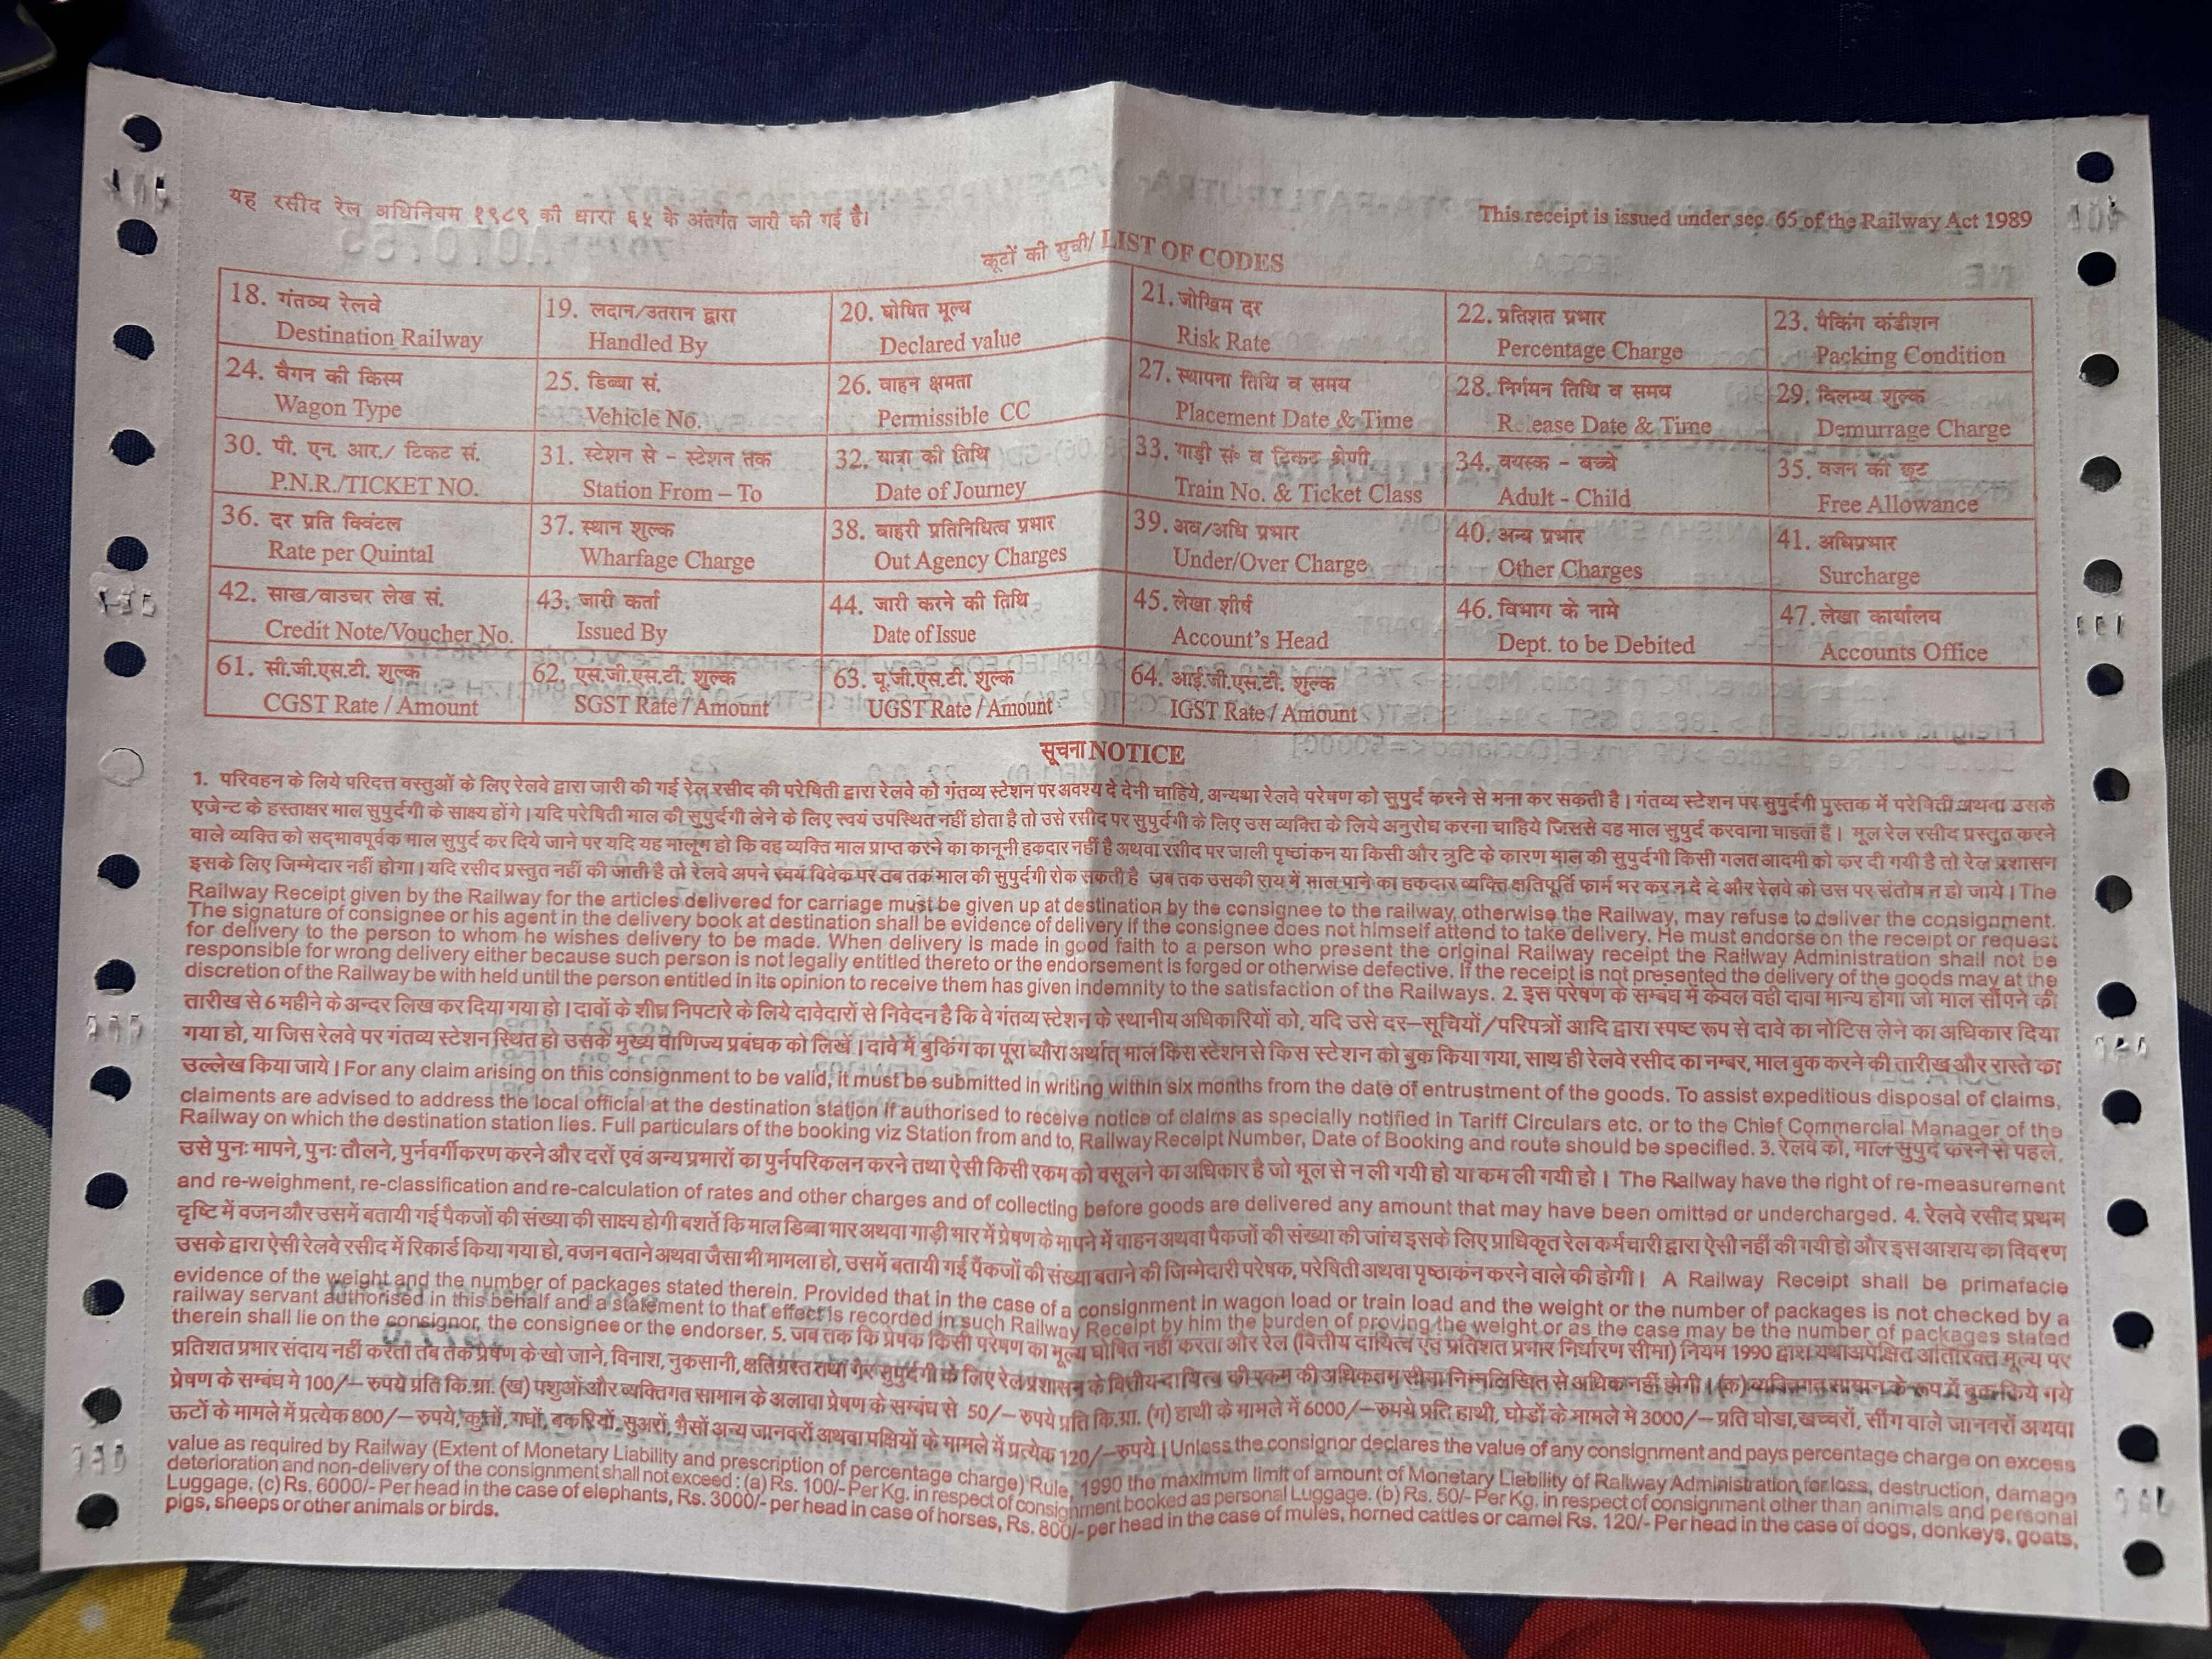 यह रसीद रेल अधिनियम १९८९ की धारा ६५ के अंतर्गत जारी की गई है। This receipt is issued under sec. 65 of the Railway Act 1989
कूटों की सूची/ LIST OF CODES
18. गंतव्य रेलवे 19. लदान/उतरान द्वारा 20. घोषित मूल्य 21. जोखिम दर 22. प्रतिशत प्रभार 23. पैकिंग कंडीशन
Destination Railway Handled By Declared value Risk Rate Percentage Charge Packing Condition
24. वैगन की किस्म 25. डिब्बा सं. 26. वहन क्षमता 27. स्थापना तिथि व समय 28. निर्गमन तिथि व समय 29. विलम्ब शुल्क
Wagon Type Vehicle No. Permissible CC Placement Date & Time Release Date & Time Demurrage Charge
30. पी. एन. आर./ टिकट सं. 31. स्टेशन से - स्टेशन तक 32. यात्रा की तिथि 33. गाड़ी सं व टिकट श्रेणी 34. वयस्क - बच्चे 35. वजन की छूट
P.N.R./TICKET NO. Station From - To Date of Journey Train No. & Ticket Class Adult - Child Free Allowance
36. दर प्रति क्विंटल 37. स्थान शुल्क 38. बाहरी प्रतिनिधित्व प्रभार 39. अव/अधि प्रभार 40. अन्य प्रभार 41. अधिप्रभार
Rate per Quintal Wharfage Charge Out Agency Charges Under/Over Charge Other Charges Surcharge
42. साख/वाउचर लेख सं. 43. जारी कर्ता 44. जारी करने की तिथि 45. लेखा शीर्ष 46. विभाग के नामे 47. लेखा कार्यालय
Credit Note/Voucher No. Issued By Date of Issue Account's Head Dept. to be Debited Accounts Office
61. सी.जी.एस.टी. शुल्क 62. एस.जी.एस.टी. शुल्क 63. यू.जी.एस.टी. शुल्क 64. आई.जी.एस.टी. शुल्क
CGST Rate / Amount SGST Rate / Amount UGST Rate / Amount IGST Rate / Amount
सूचना NOTICE
1. परिवहन के लिये परिदत्त वस्तुओं के लिए रेलवे द्वारा जारी की गई रेल रसीद की परेषिती द्वारा रेलवे को गंतव्य स्टेशन पर अवश्य दे देनी चाहिये अन्यथा रेलवे परेषण को सुपुर्द करने से मना कर सकती है। गंतव्य स्टेशन पर सुपुर्दगी पुस्तक में परेषिती अथवा उसके
एजेन्ट के हस्ताक्षर माल सुपुर्दगी के साक्ष्य होंगे। यदि परेषिती माल की सुपुर्दगी लेने के लिए स्वयं उपस्थित नहीं होता है तो उसे रसीद पर सुपुर्दगी के लिए उस व्यक्ति के लिये अनुरोध करना चाहिये जिससे वह माल सुपुर्द करवाना चाहता है। मूल रेल रसीद प्रस्तुत करने
वाले व्यक्ति को सद्भावपूर्वक माल सुपुर्द कर दिये जाने पर यदि यह मालूम हो कि वह व्यक्ति माल प्राप्त करने का कानूनी हकदार नहीं है अथवा रसीद पर जाली पृष्ठांकन या किसी और त्रुटि के कारण माल की सुपुर्दगी किसी गलत आदमी को कर दी गयी है तो रेल प्रशासन
इसके लिए जिम्मेदार नहीं होगा। यदि रसीद प्रस्तुत नहीं की जाती है तो रेलवे अपने स्वयं विवेक पर तब तक माल की सुपुर्दगी रोक सकती है जब तक उसकी राय में माल पाने का हकदार व्यक्ति क्षतिपूर्ति फार्म भर कर न दे दे और रेलवे को उस पर संतोष न हो जाये। The
Railway Receipt given by the Railway for the articles delivered for carriage must be given up at destination by the consignee to the railway, otherwise the Railway, may refuse to deliver the consignment.
The signature of consignee or his agent in the delivery book at destination shall be evidence of delivery if the consignee does not himself attend to take delivery. He must endorse on the receipt or request
for delivery to the person to whom he wishes delivery to be made. When delivery is made in good faith to a person who present the original Railway receipt the Railway Administration shall not be
responsible for wrong delivery either because such person is not legally entitled thereto or the endorsement is forged or otherwise defective. If the receipt is not presented the delivery of the goods may at the
discretion of the Railway be with held until the person entitled in its opinion to receive them has given indemnity to the satisfaction of the Railways. 2. इस परेषण के सम्बंध में केवल वही दावा मान्य होगा जो माल सौंपने की
तारीख से 6 महीने के अन्दर लिख कर दिया गया हो। दावों के शीघ्र निपटारे के लिये दावेदारों से निवेदन है कि वे गंतव्य स्टेशन के स्थानीय अधिकारियों को, यदि उसे दर-सूचियों/परिपत्रों आदि द्वारा स्पष्ट रूप से दावे का नोटिस लेने का अधिकार दिया
गया हो, या जिस रेलवे पर गंतव्य स्टेशन स्थित हो उसके मुख्य वाणिज्य प्रबंधक को लिखें। दावे में बुकिंग का पूरा ब्यौरा अर्थात् माल किस स्टेशन से किस स्टेशन को बुक किया गया, साथ ही रेलवे रसीद का नम्बर, माल बुक करने की तारीख और रास्ते का
उल्लेख किया जाये। For any claim arising on this consignment to be valid, it must be submitted in writing within six months from the date of entrustment of the goods. To assist expeditious disposal of claims,
claiments are advised to address the local official at the destination station if authorised to receive notice of claims as specially notified in Tariff Circulars etc. or to the Chief Commercial Manager of the
Railway on which the destination station lies. Full particulars of the booking viz Station from and to, Railway Receipt Number, Date of Booking and route should be specified. 3. रेलवे को, माल सुपुर्द करने से पहले,
उसे पुन: मापने, पुन: तौलने, पुर्नवर्गीकरण करने और दरों एवं अन्य प्रभारों का पुर्नपरिकलन करने तथा ऐसी किसी रकम को वसूलने का अधिकार है जो भूल से न ली गयी हो या कम ली गयी हो। The Railway have the right of re-measurement
and re-weighment, re-classification and re-calculation of rates and other charges and of collecting before goods are delivered any amount that may have been omitted or undercharged. 4. रेलवे रसीद प्रथम
दृष्टि में वजन और उसमें बतायी गई पैकजों की संख्या की साक्ष्य होगी बशर्ते कि माल डिब्बा भार अथवा गाड़ी भार में प्रेषण के मामले में वाहन अथवा पैकजों की संख्या की जांच इसके लिए प्राधिकृत रेल कर्मचारी द्वारा ऐसी नहीं की गयी हो और इस आशय का विवरण
उसके द्वारा ऐसी रेलवे रसीद में रिकार्ड किया गया हो, वजन बताने अथवा जैसा भी मामला हो, उसमें बतायी गई पैकजों की संख्या बताने की जिम्मेदारी परेषक, परेषिती अथवा पृष्ठांकन करने वाले की होगी। A Railway Receipt shall be primafacie
evidence of the weight and the number of packages stated therein. Provided that in the case of a consignment in wagon load or train load and the weight or the number of packages is not checked by a
railway servant authorised in this behalf and a statement to that effect is recorded in such Railway Receipt by him the burden of proving the weight or as the case may be the number of packages stated
therein shall lie on the consignor, the consignee or the endorser. 5. जब तक कि प्रेषक किसी परेषण का मूल्य घोषित नहीं करता और रेल (वित्तीय दायित्व एवं प्रतिशत प्रभार निर्धारण सीमा) नियम 1990 द्वारा यथा अपेक्षित अतिरिक्त मूल्य पर
प्रतिशत प्रभार संदाय नहीं करता तब तक प्रेषण के खो जाने, विनाश, नुकसानी, क्षति तथा गैर सुपुर्दगी के लिए रेल प्रशासन के वित्तीय दायित्व की रकम की अधिकतम सीमा निम्नलिखित से अधिक नहीं होगी।
प्रेषण के सम्बंध में 100/- रुपये प्रति कि.ग्रा. (ख) पशुओं और व्यक्तिगत सामान के अलावा प्रेषण के सम्बन्ध से 50/- रुपये प्रति कि.ग्रा. (ग) हाथी के मामले में 6000/- रुपये प्रति हाथी, घोड़ों के मामले में 3000/- प्रति घोड़ा, खच्चरों, सींग वाले जानवरों अथवा
ऊंटों के मामले में प्रत्येक 800/- रुपये, कुत्तों, गधों, बकरियों, सुअरों, भैंसों अन्य जानवरों अथवा पक्षियों के मामले में प्रत्येक 120/- रुपये। Unless the consignor declares the value of any consignment and pays percentage charge on excess
value as required by Railway (Extent of Monetary Liability and prescription of percentage charge) Rule, 1990 the maximum limit of amount of Monetary Liability of Railway Administration for loss, destruction, damagn
deterioration and non-delivery of the consignment shall not exceed : (a) Rs. 100/- Per Kg, in respect of consignment booked as personal Luggage, (b) Rs. 50/- Per Kg, in respect of consignmant other than animals and personal
Luggage, (c) Rs. 6000/- Per head in the case of elephants, Rs. 3000/- per head in case of horses, Rs. 800/- per head in the case of mules, horned cattles or camel Rs. 120/- Per head in the case of dogs, donkeys, goats,
pigs, sheeps or other animals or birds.